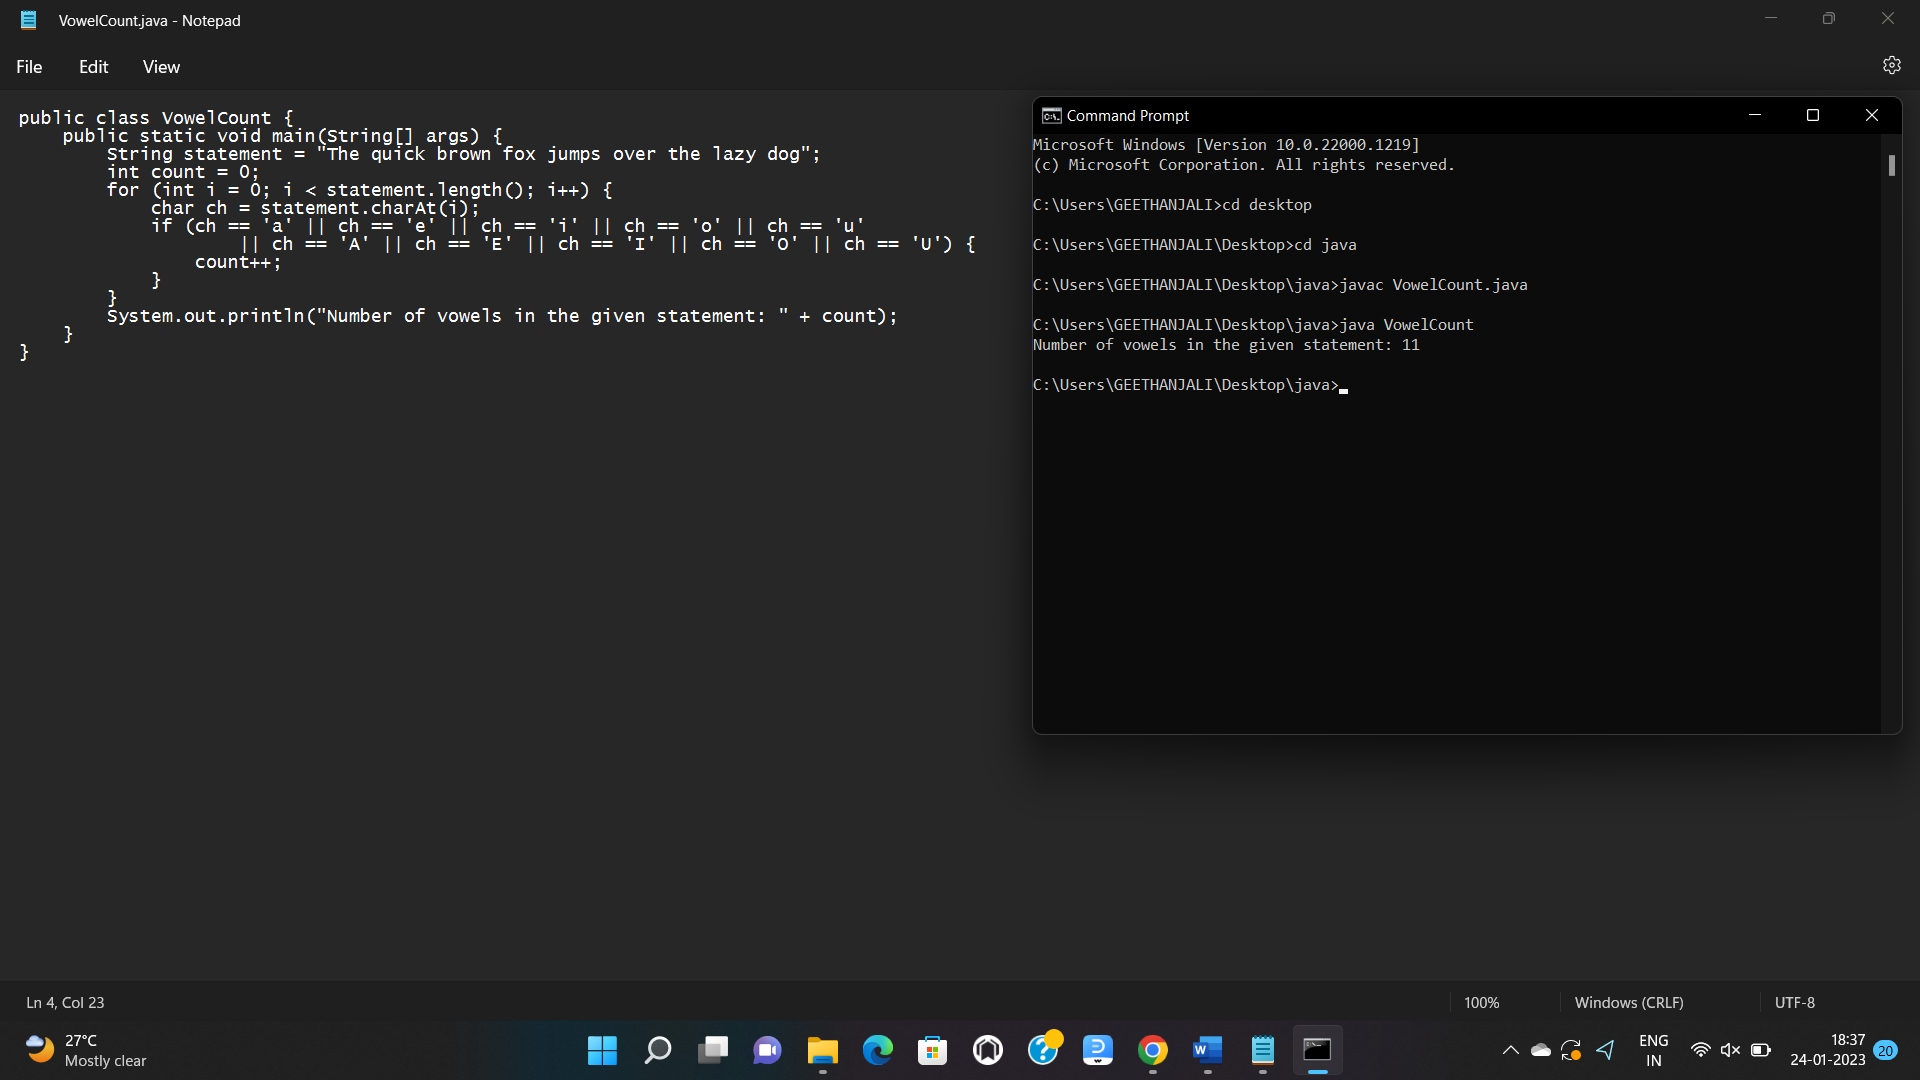 VowelCount.java - Notepad
File Edit View
public class VowelCount {
    public static void main(String[] args) {
        String statement = "The quick brown fox jumps over the lazy dog";
        int count = 0;
        for (int i = 0; i < statement.length(); i++) {
            char ch = statement.charAt(i);
            if (ch == 'a' || ch == 'e' || ch == 'i' || ch == 'o' || ch == 'u'
                    || ch == 'A' || ch == 'E' || ch == 'I' || ch == 'O' || ch == 'U') {
                count++;
            }
        }
        System.out.println("Number of vowels in the given statement: " + count);
    }
}
Command Prompt
Microsoft Windows [Version 10.0.22000.1219]
(c) Microsoft Corporation. All rights reserved.
C:\Users\GEETHANJALI>cd desktop
C:\Users\GEETHANJALI\Desktop>cd java
C:\Users\GEETHANJALI\Desktop\java>javac VowelCount.java
C:\Users\GEETHANJALI\Desktop\java>java VowelCount
Number of vowels in the given statement: 11
C:\Users\GEETHANJALI\Desktop\java>
Ln 4, Col 23
100%
Windows (CRLF)
UTF-8
27°C
Mostly clear
ENG
IN
18:37
24-01-2023
20